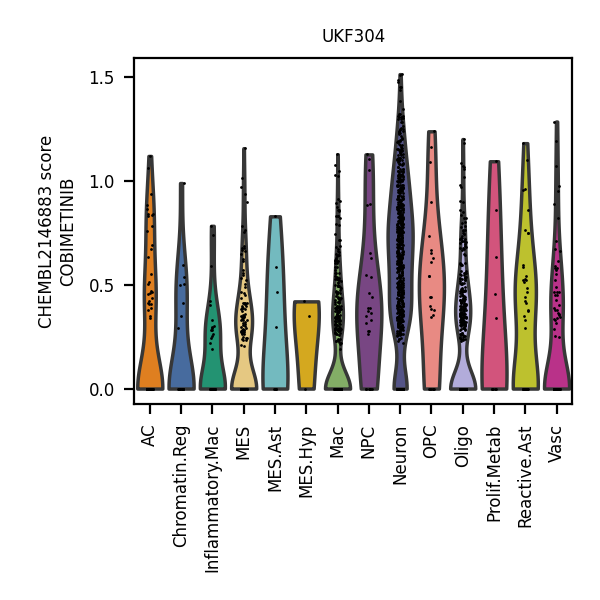 UKF304
CHEMBL2146883 score
COBIMETINIB
1.5
1.0
0.5
0.0
AC
Chromatin.Reg
Inflammatory.Mac
MES
MES.Ast
MES.Hyp
Mac
NPC
Neuron
OPC
Oligo
Prolif.Metab
Reactive.Ast
Vasc